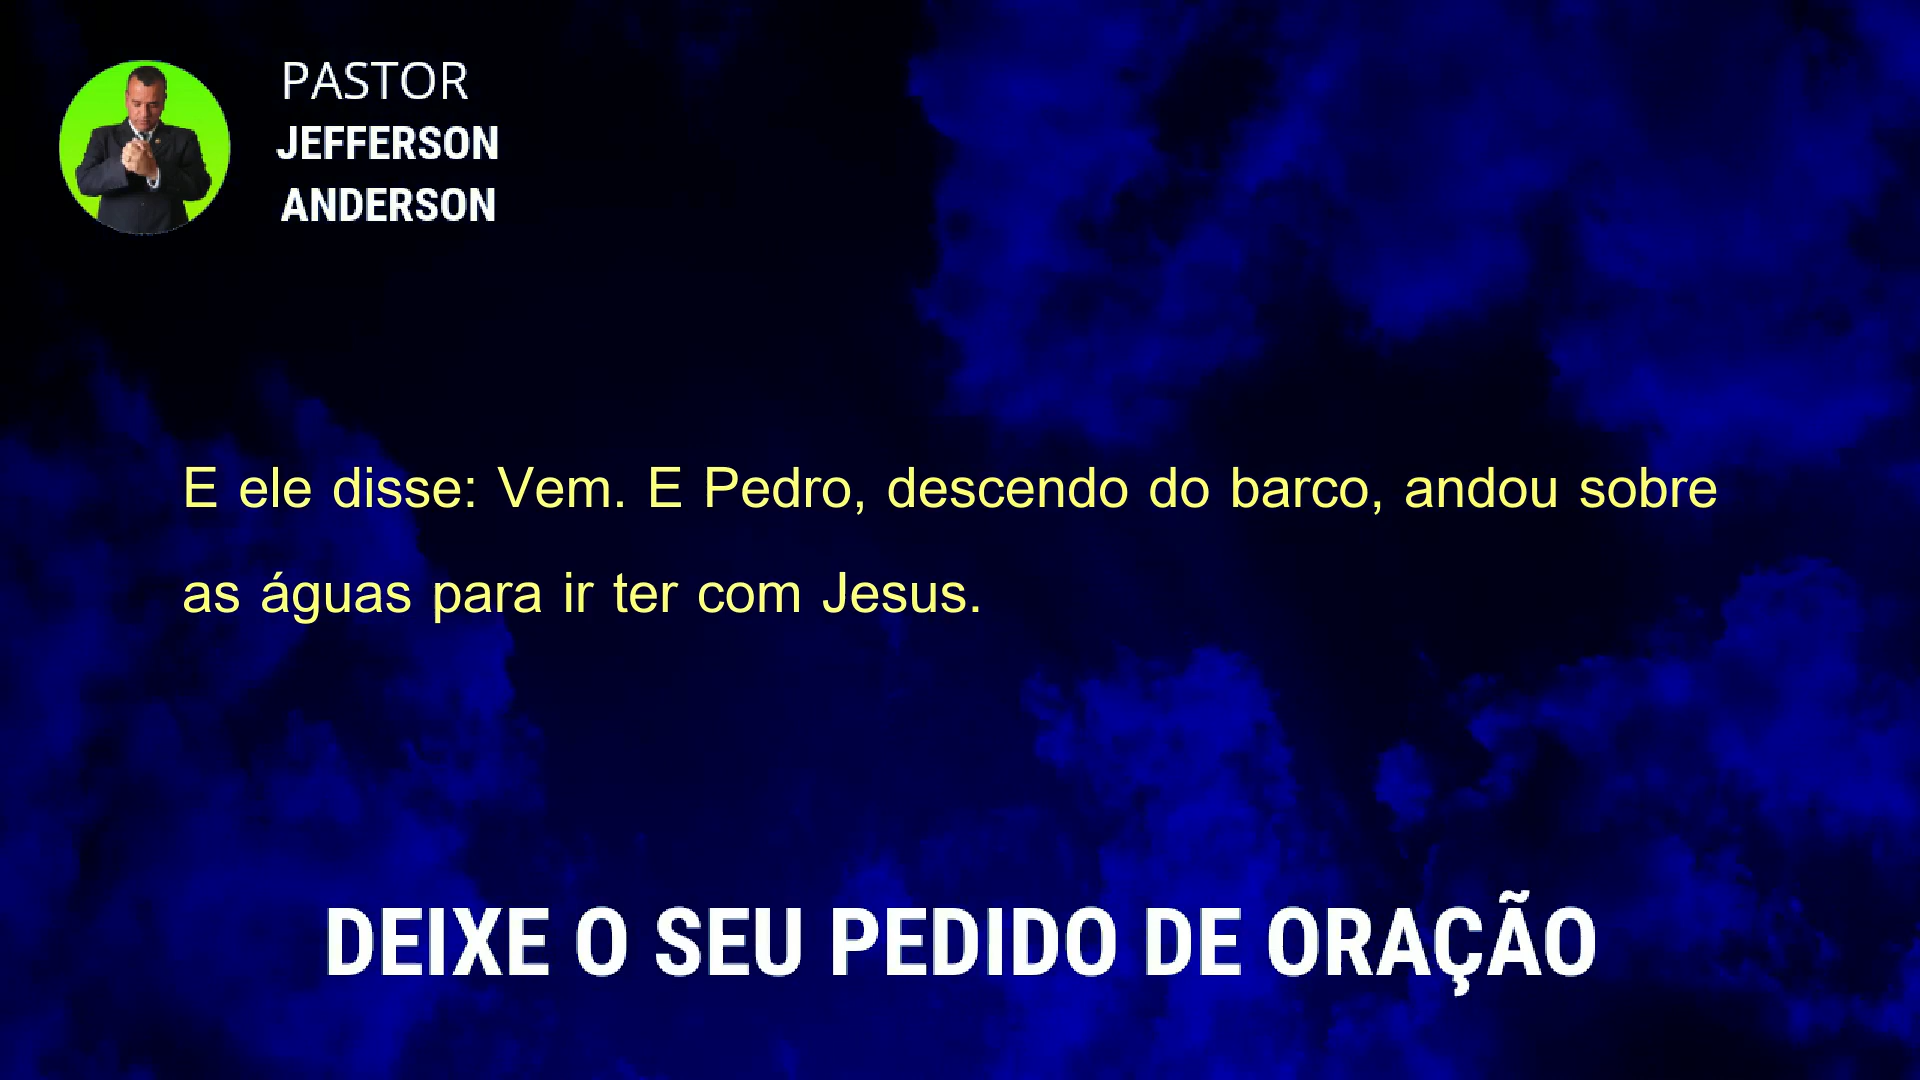 PASTOR
JEFFERSON
ANDERSON
E ele disse: Vem. E Pedro, descendo do barco, andou sobre
as águas para ir ter com Jesus.
DEIXE O SEU PEDIDO DE ORAÇÃO